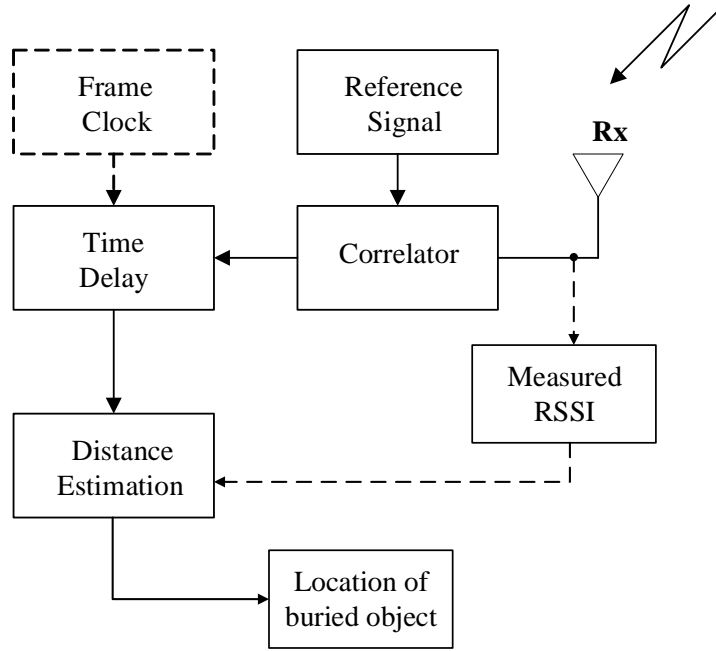 Frame
Clock
Reference
Signal
Rx
Time
Delay
Correlator
Measured
RSSI
Distance
Estimation
Location of
buried object